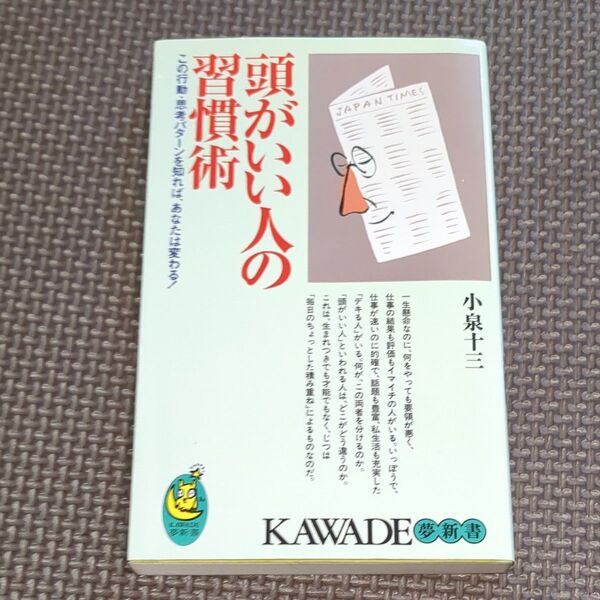 頭がいい人の
習慣術
この行動・思考パターンを知れば、あなたは変わる!
JAPAN TIMES
小泉十三
一生懸命なのに、何をやっても要領が悪く、
仕事の結果も評価もイマイチの人がいる。いっぽうで、
仕事が速いのに的確で、話題も豊富、私生活も充実した
「デキる人」がいる。何が、この両者を分けるのか。
「頭がいい人」といわれる人は、どこがどう違うのか。
これは、生まれつきでも才能でもなく、じつは
「毎日のちょっとした積み重ね」によるものなのだ。
KAWADE
夢新書
KAWADE 夢新書